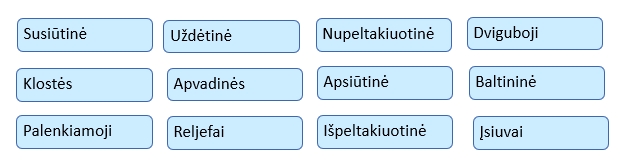 Susiūtinė
Uždėtinė
Nupeltakiuotinė
Dviguboji
Klostės
Apvadinės
Apsiūtinė
Baltininė
Palenkiamoji
Reljefai
Išpeltakiuotinė
Įsiuvai